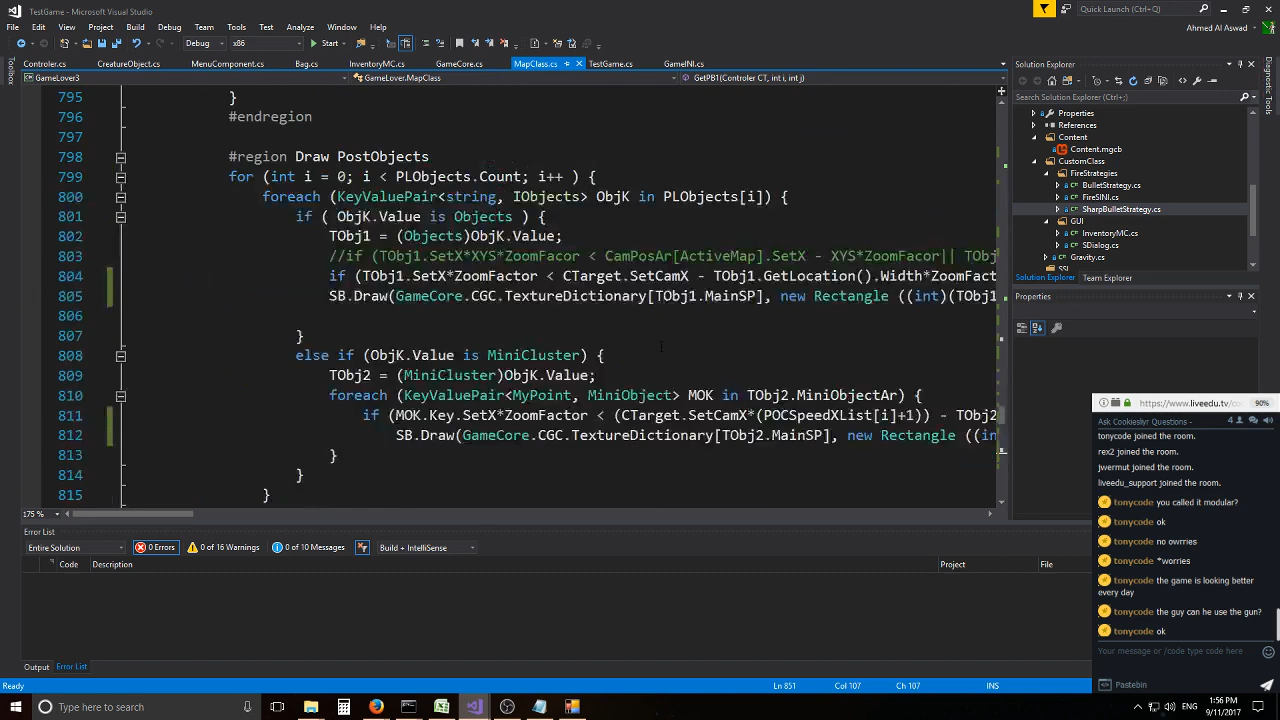 TestGame - Microsoft Visual Studio
Quick Launch (Ctrl+Q)
File Edit View Project Build Debug Team Tools Test Analyze Window Help
Ahmed Al Aswad
Debug x86 Start
Controler.cs CreatureObject.cs MenuComponent.cs Bag.cs InventoryMC.cs GameCore.cs MapClass.cs TestGame.cs GameINI.cs
GameLover3 GameLover.MapClass GetPB1(Controler CT, int i, int j)
Toolbox
795 }
796 #endregion
797
798 #region Draw PostObjects
799 for (int i = 0; i < PLObjects.Count; i++ ) {
800 foreach (KeyValuePair<string, IObjects> ObjK in PLObjects[i]) {
801 if ( ObjK.Value is Objects ) {
802 TObj1 = (Objects)ObjK.Value;
803 //if (TObj1.SetX*XYS*ZoomFacor < CamPosAr[ActiveMap].SetX - XYS*ZoomFacor|| TObj
804 if (TObj1.SetX*ZoomFactor < CTarget.SetCamX - TObj1.GetLocation().Width*ZoomFact
805 SB.Draw(GameCore.CGC.TextureDictionary[TObj1.MainSP], new Rectangle ((int)(TObj1
806
807 }
808 else if (ObjK.Value is MiniCluster) {
809 TObj2 = (MiniCluster)ObjK.Value;
810 foreach (KeyValuePair<MyPoint, MiniObject> MOK in TObj2.MiniObjectAr) {
811 if (MOK.Key.SetX*ZoomFactor < (CTarget.SetCamX*(POCSpeedXList[i]+1)) - TObj2
812 SB.Draw(GameCore.CGC.TextureDictionary[TObj2.MainSP], new Rectangle ((in
813 }
814 }
815 }
175 %
Solution Explorer
Search Solution Explorer (Ctrl+;)
Properties
References
Content
Content.mgcb
CustomClass
FireStrategies
BulletStrategy.cs
FireSINI.cs
SharpBulletStrategy.cs
GUI
InventoryMC.cs
SDialog.cs
Gravity.cs
Solution Explorer Team Explorer
Properties
Diagnostic Tools
Error List
Entire Solution 0 Errors 0 of 16 Warnings 0 of 10 Messages Build + IntelliSense
Code Description Project File
Output Error List
Ready Ln 851 Col 107 Ch 107 INS
https://www.liveedu.tv/co 90%
Ask Cookiesliyr Questions - 4
tonycode joined the room.
rex2 joined the room.
jwermut joined the room.
liveedu_support joined the room.
tonycode you called it modular?
tonycode ok
tonycode no owrries
tonycode *worries
tonycode the game is looking better
every day
tonycode the guy can he use the gun?
tonycode ok
Your message or /code type code here
Pastebin
Type here to search
ENG
1:56 PM
9/11/2017